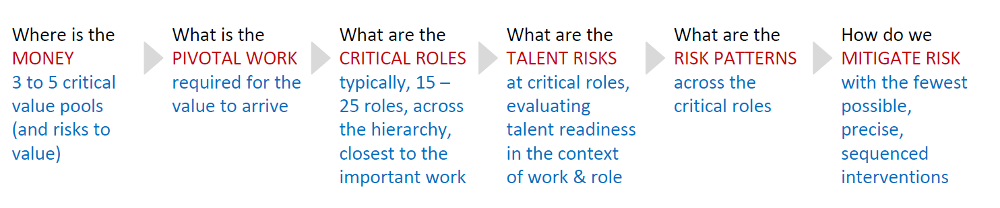 Where is the
MONEY
3 to 5 critical
value pools
(and risks to
value)
What is the
PIVOTAL WORK
required for the
value to arrive
What are the
CRITICAL ROLES
typically, 15 –
25 roles, across
the hierarchy,
closest to the
important work
What are the
TALENT RISKS
at critical roles,
evaluating
talent readiness
in the context
of work & role
What are the
RISK PATTERNS
across the
critical roles
How do we
MITIGATE RISK
with the fewest
possible,
precise,
sequenced
interventions